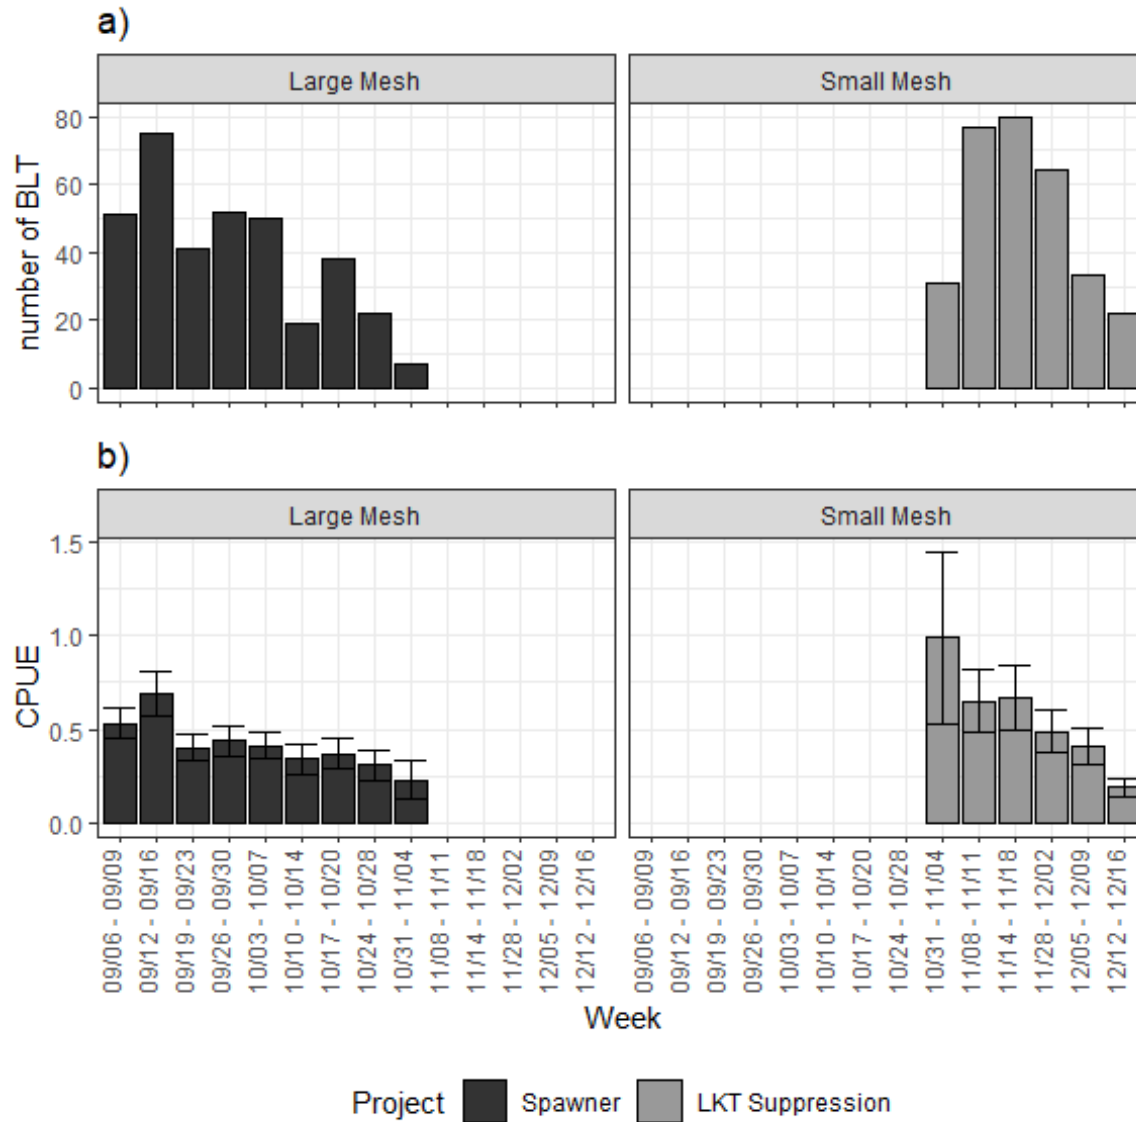 a)
Large Mesh Small Mesh
number of BLT
80
60
40
20
0
b)
Large Mesh Small Mesh
CPUE
1.5
1.0
0.5
0.0
09/06 - 09/09
09/12 - 09/16
09/19 - 09/23
09/26 - 09/30
10/03 - 10/07
10/10 - 10/14
10/17 - 10/20
10/24 - 10/28
10/31 - 11/04
11/08 - 11/11
11/14 - 11/18
11/28 - 12/02
12/05 - 12/09
12/12 - 12/16
09/06 - 09/09
09/12 - 09/16
09/19 - 09/23
09/26 - 09/30
10/03 - 10/07
10/10 - 10/14
10/17 - 10/20
10/24 - 10/28
10/31 - 11/04
11/08 - 11/11
11/14 - 11/18
11/28 - 12/02
12/05 - 12/09
12/12 - 12/16
Week
Project Spawner LKT Suppression